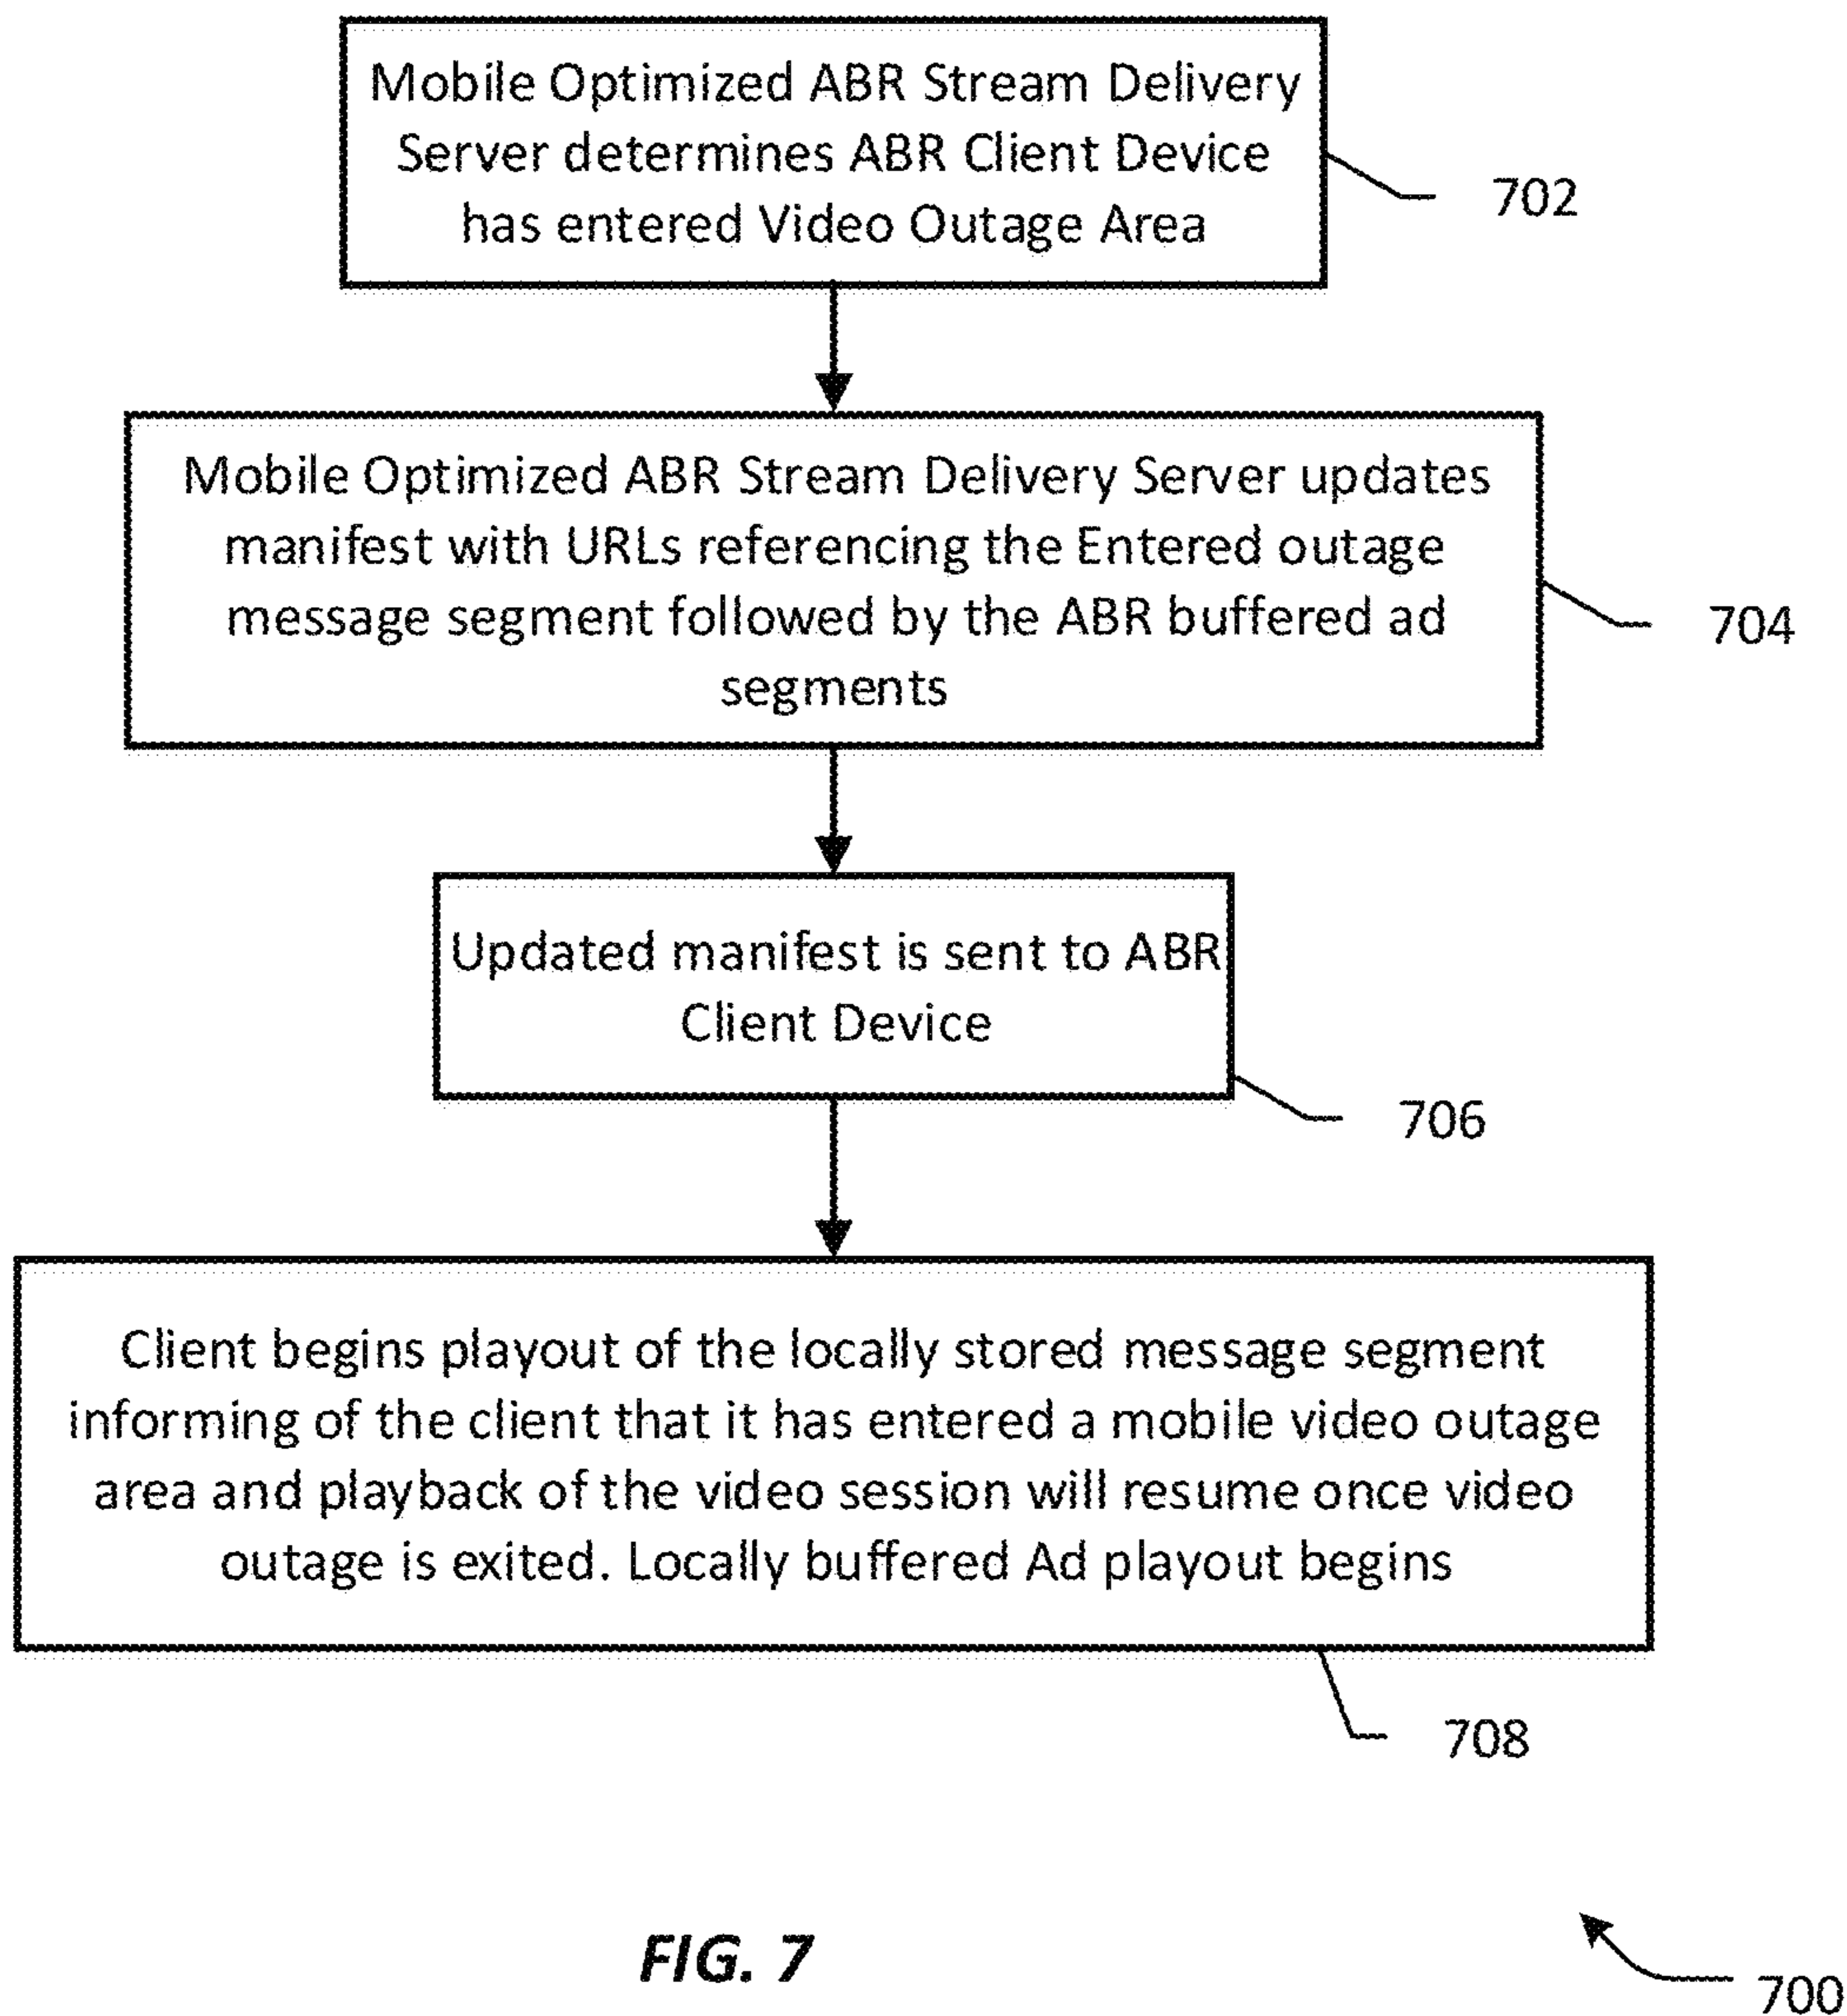 Mobile Optimized ABR Stream Delivery
Server determines ABR Client Device
has entered Video Outage Area
702
Mobile Optimized ABR Stream Delivery Server updates
manifest with URLs referencing the Entered outage
message segment followed by the ABR buffered ad
segments
704
Updated manifest is sent to ABR
Client Device
706
Client begins playout of the locally stored message segment
informing of the client that it has entered a mobile video outage
area and playback of the video session will resume once video
outage is exited. Locally buffered Ad playout begins
708
FIG. 7
700